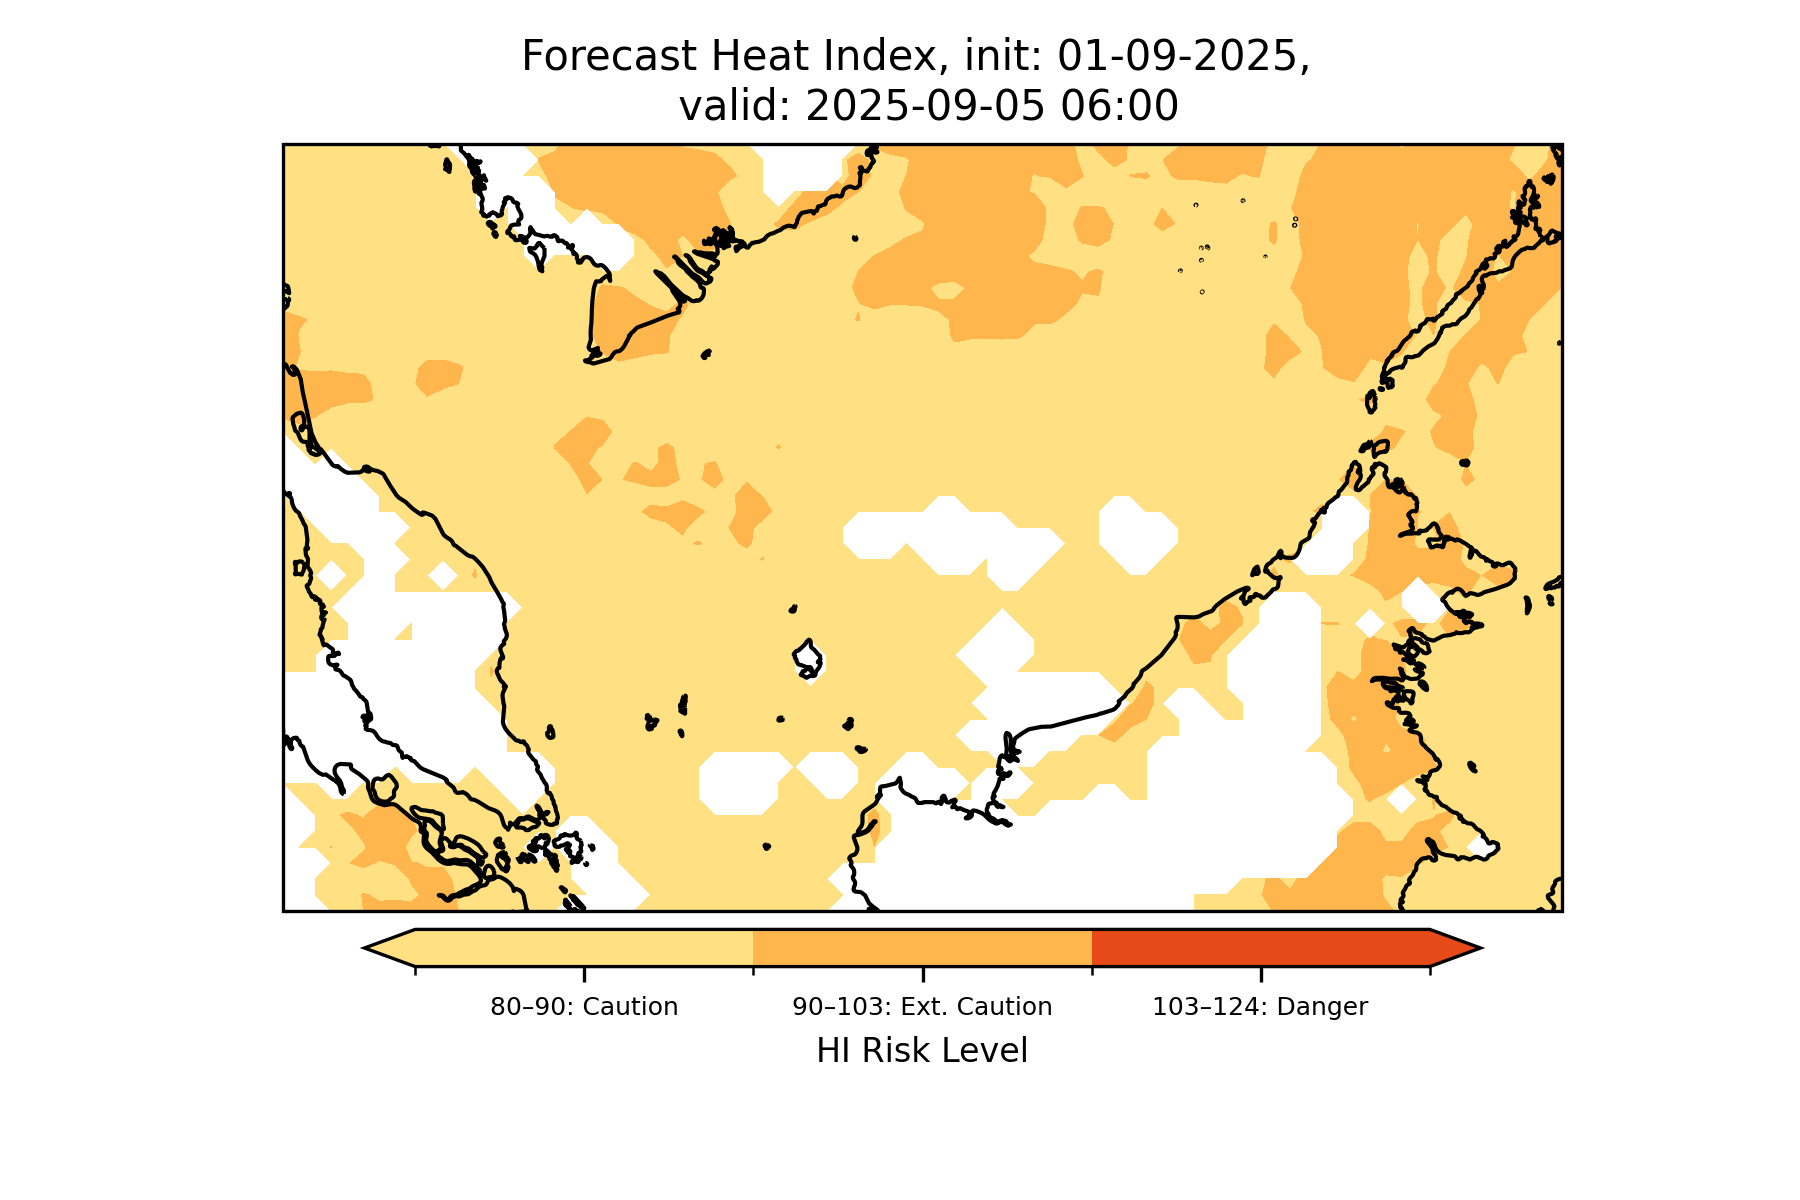 Forecast Heat Index, init: 01-09-2025,
valid: 2025-09-05 06:00
80–90: Caution
90–103: Ext. Caution
103–124: Danger
HI Risk Level